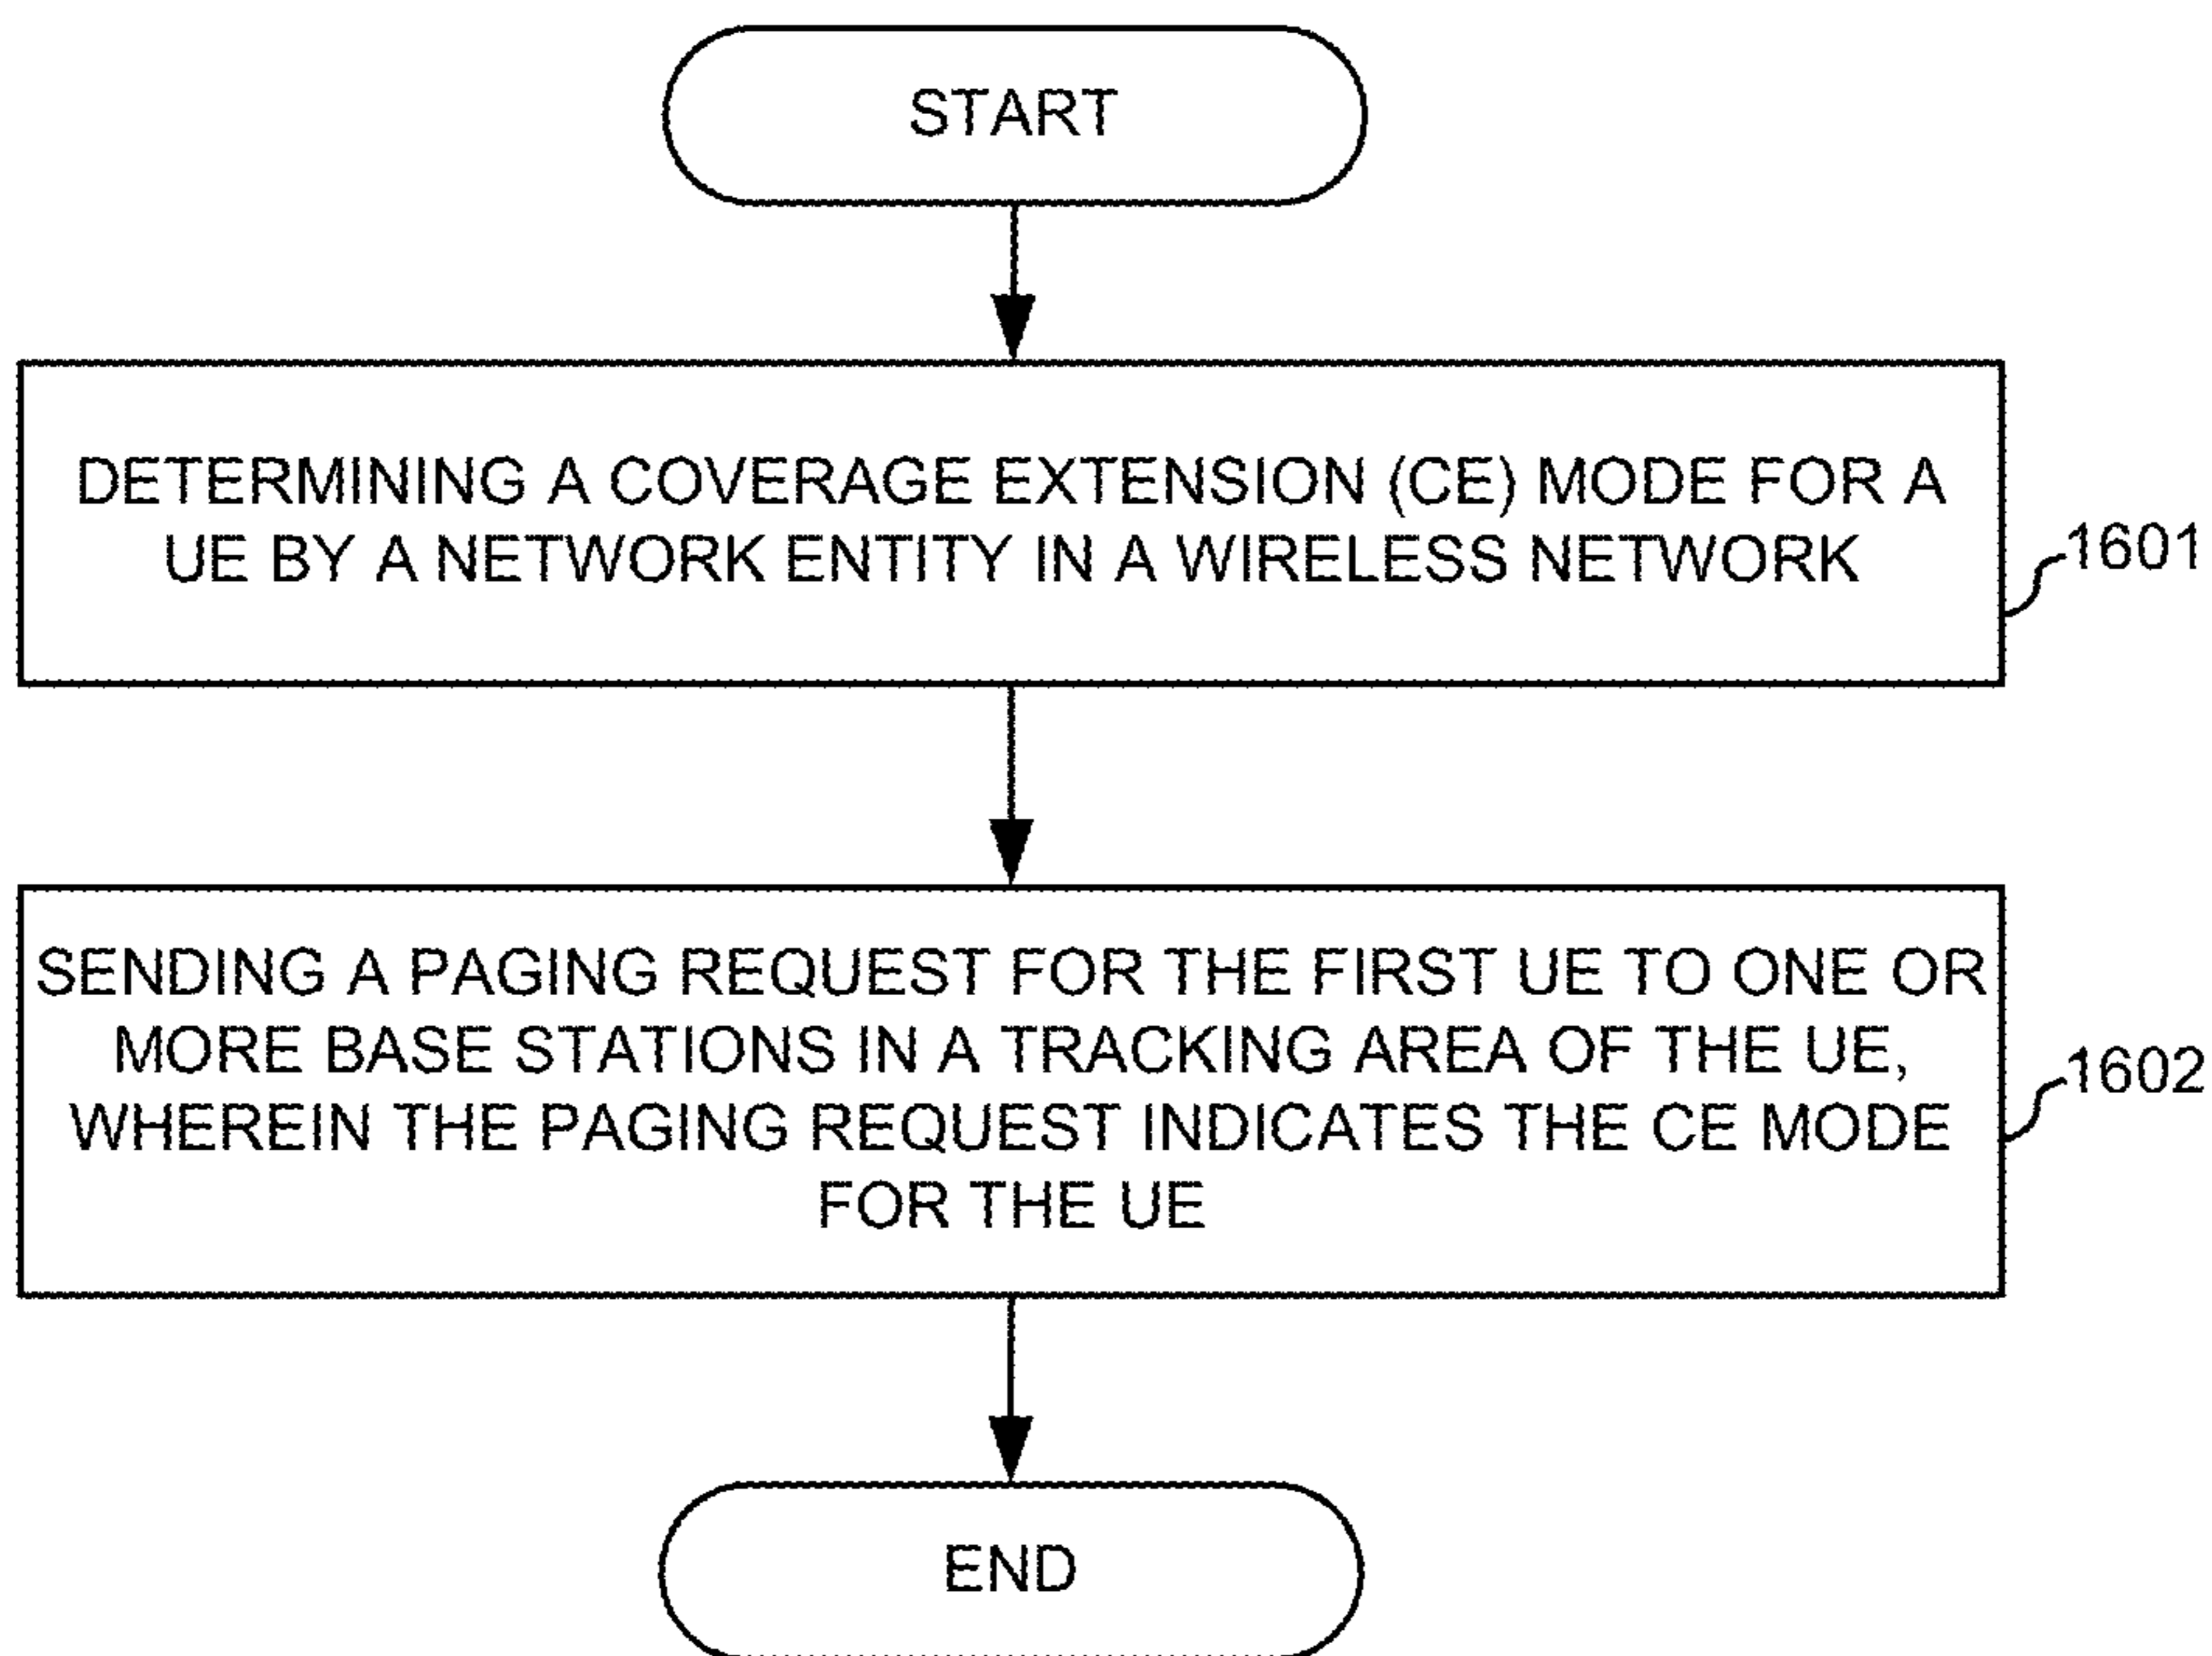 START
DETERMINING A COVERAGE EXTENSION (CE) MODE FOR A
UE BY A NETWORK ENTITY IN A WIRELESS NETWORK
1601
SENDING A PAGING REQUEST FOR THE FIRST UE TO ONE OR
MORE BASE STATIONS IN A TRACKING AREA OF THE UE,
WHEREIN THE PAGING REQUEST INDICATES THE CE MODE
FOR THE UE
1602
END